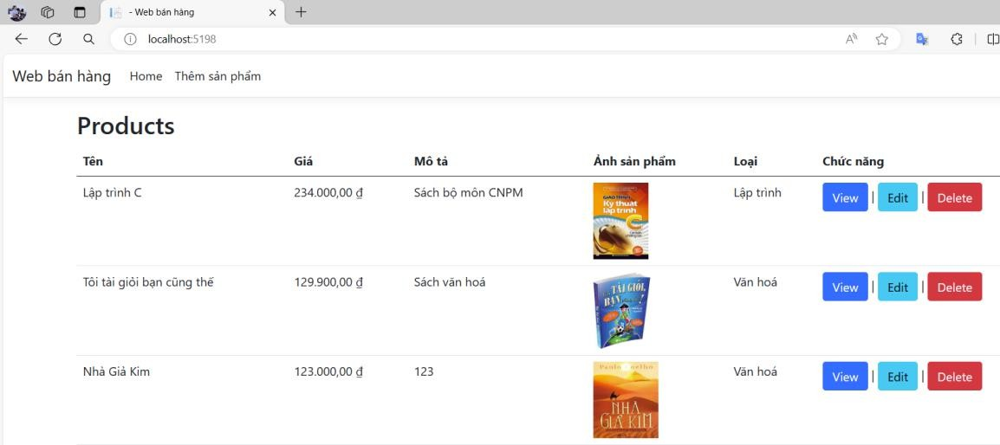 - Web bán hàng
localhost:5198
Web bán hàng Home Thêm sản phẩm
Products
Tên Giá Mô tả Ảnh sản phẩm Loại Chức năng
Lập trình C 234.000,00 ₫ Sách bộ môn CNPM Lập trình View | Edit | Delete
GIÁO TRÌNH
Kỹ thuật
lập trình
C
Tôi tài giỏi bạn cũng thế 129.900,00 ₫ Sách văn hoá Văn hoá View | Edit | Delete
TÀI GIỎI,
BẠN
Nhà Giả Kim 123.000,00 ₫ 123 Văn hoá View | Edit | Delete
Paulo Coelho
NHÀ
GIẢ KIM